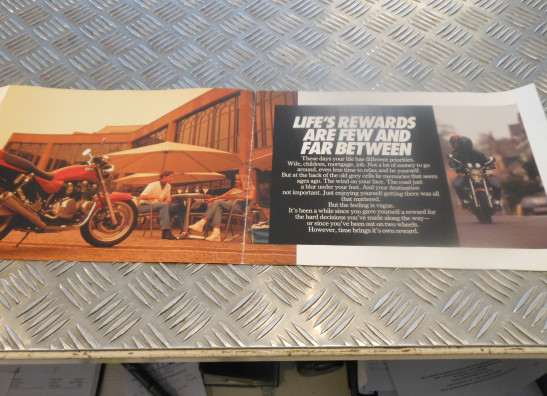 LIFE'S REWARDS
ARE FEW AND
FAR BETWEEN
These days your life has different priorities.
Wife, children, mortgage, job. Not a lot of money to go
around, even less time to relax and be yourself.
But at the back of the old grey cells lie memories that seem
ages ago. The wind on your face. The road just
a blur under your feet. And your destination
not important. Just enjoying yourself getting there was all
that mattered.
But the feeling is vague.
It's been a while since you gave yourself a reward for
the hard decisions you've made along the way—
or since you've been out on two wheels.
However, time brings it's own reward.